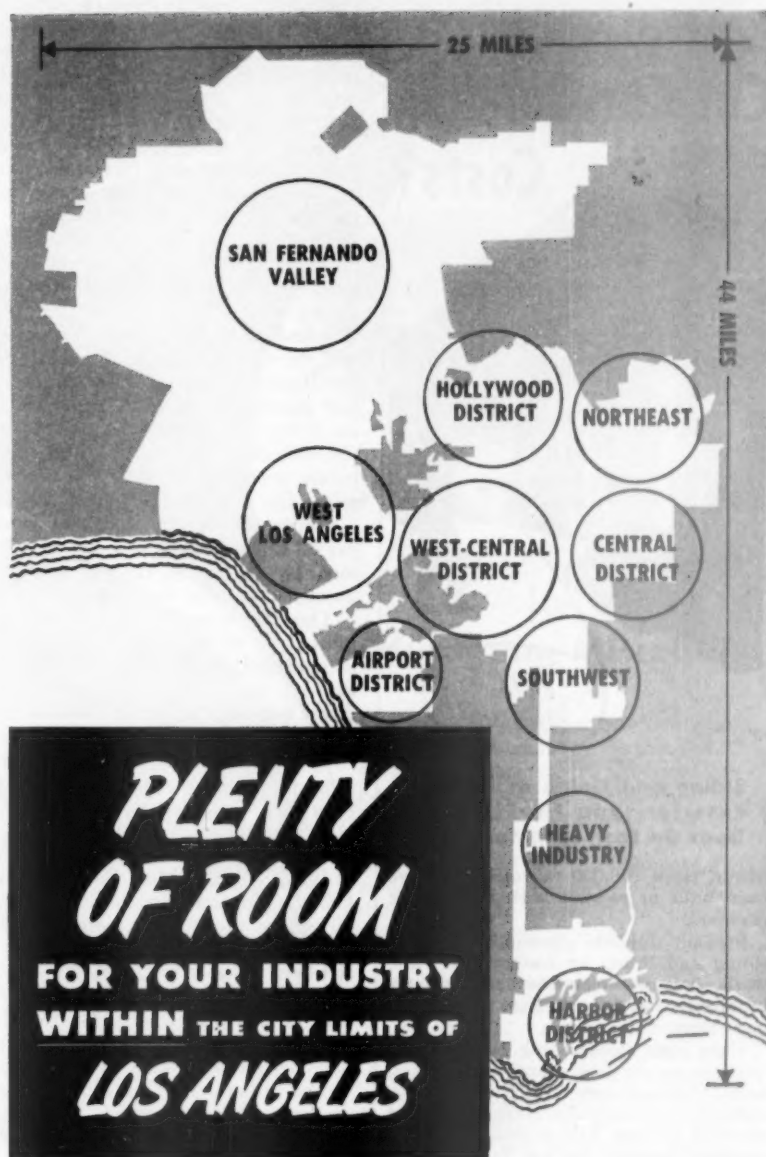 25 MILES
44 MILES
SAN FERNANDO
VALLEY
HOLLYWOOD
DISTRICT
NORTHEAST
WEST
LOS ANGELES
WEST-CENTRAL
DISTRICT
CENTRAL
DISTRICT
AIRPORT
DISTRICT
SOUTHWEST
HEAVY
INDUSTRY
HARBOR
DISTRICT
PLENTY
OF ROOM
FOR YOUR INDUSTRY
WITHIN THE CITY LIMITS OF
LOS ANGELES